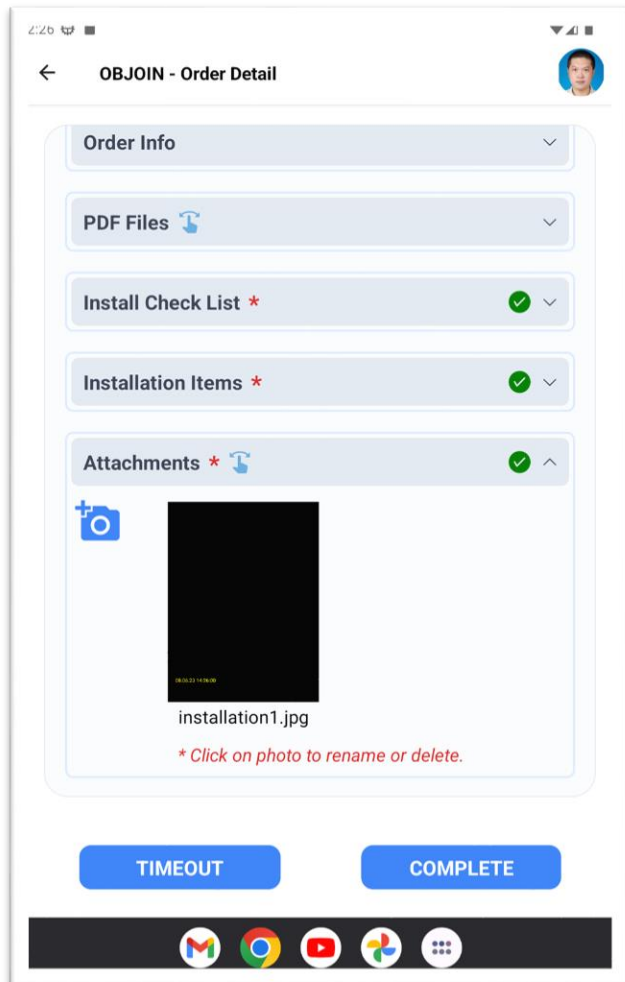 2:26
OBJOIN - Order Detail
Order Info
PDF Files
Install Check List *
Installation Items *
Attachments *
installation1.jpg
* Click on photo to rename or delete.
TIMEOUT
COMPLETE